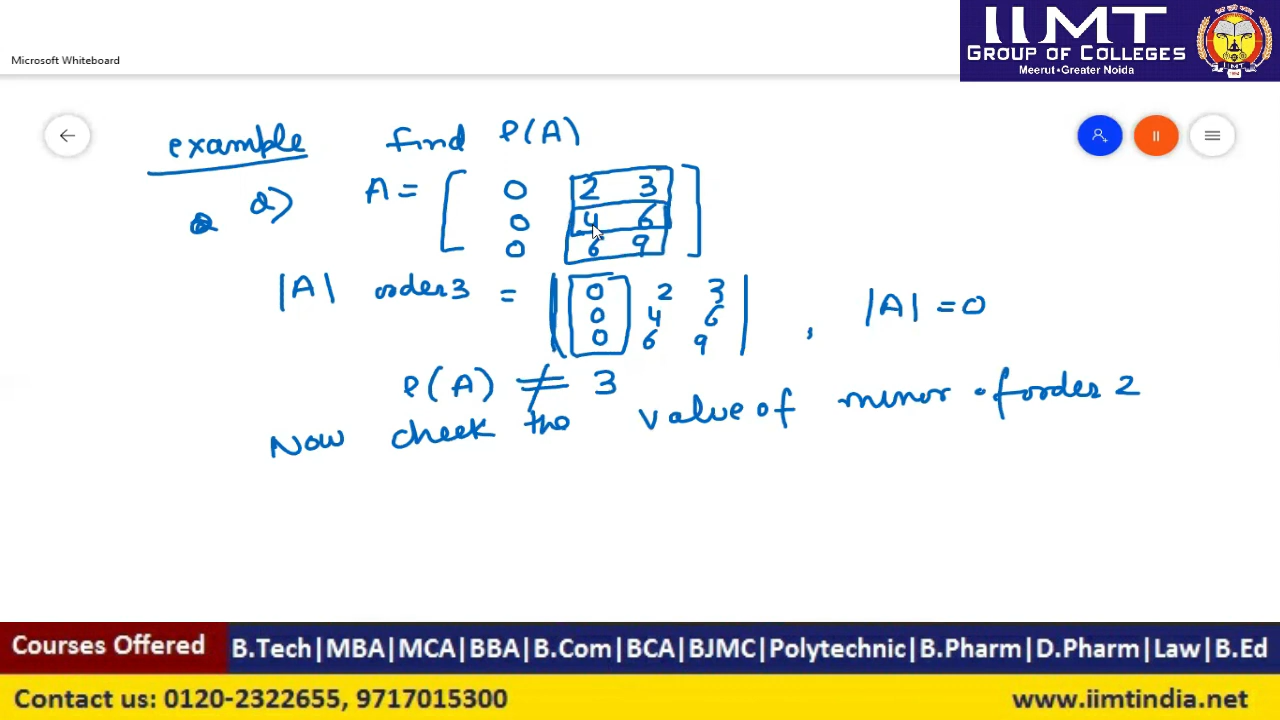 IIMT
GROUP OF COLLEGES
Meerut•Greater Noida
Microsoft Whiteboard
example find ρ(A)
Q) A = [ 0 2 3
0 4 6
0 6 9 ]
|A| order 3 = | 0 2 3
0 4 6
0 6 9 | , |A| = 0
ρ(A) ≠ 3
Now check the value of minor of order 2
Courses Offered B.Tech|MBA|MCA|BBA|B.Com|BCA|BJMC|Polytechnic|B.Pharm|D.Pharm|Law|B.Ed
Contact us: 0120-2322655, 9717015300 www.iimtindia.net